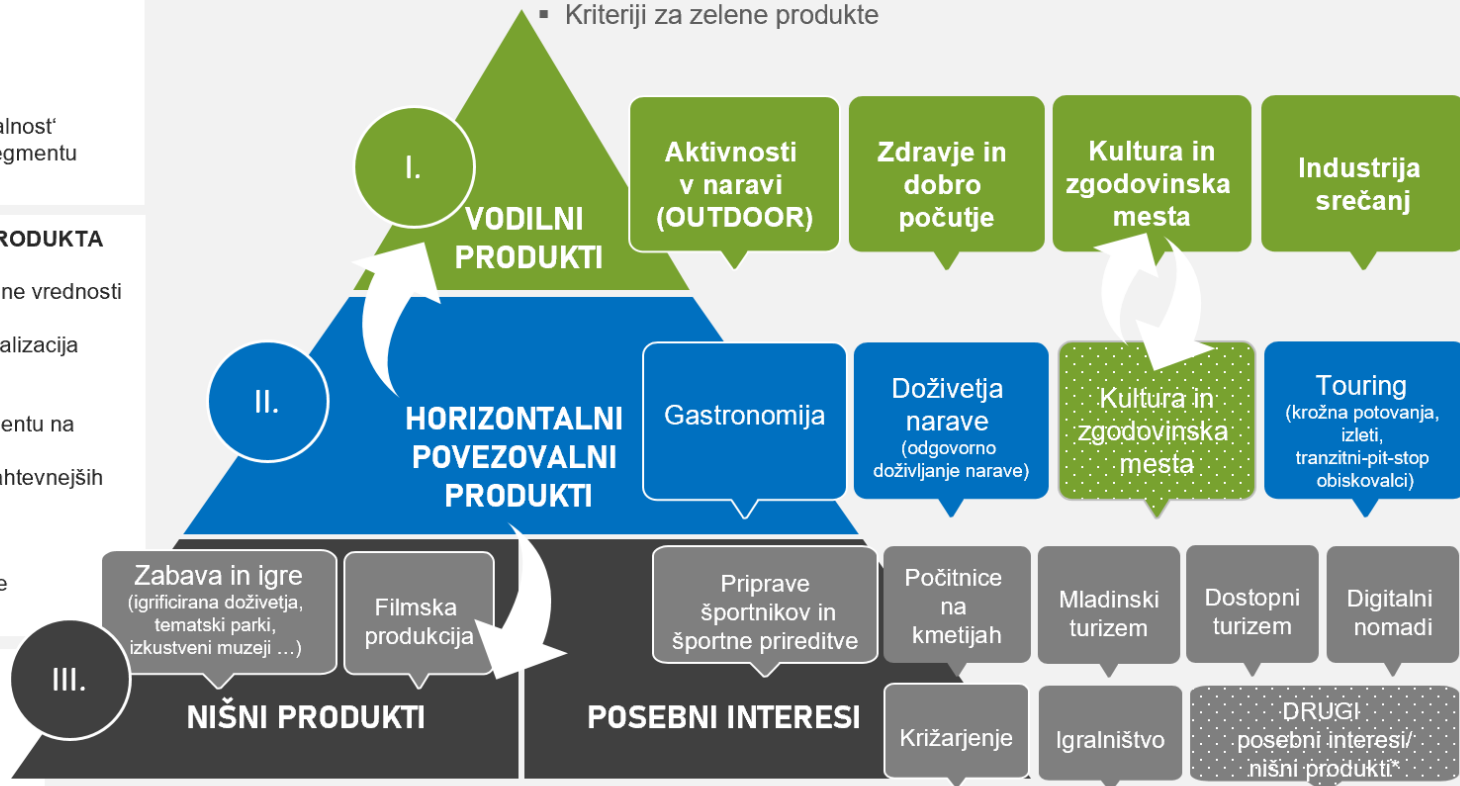 ▪ Kriteriji za zelene produkte
alnost‘
egmentu
RODUKTA
ne vrednosti
alizacija
entu na
ahtevnejših
e
I.
VODILNI
PRODUKTI
Aktivnosti
v naravi
(OUTDOOR)
Zdravje in
dobro
počutje
Kultura in
zgodovinska
mesta
Industrija
srečanj
II.
HORIZONTALNI
POVEZOVALNI
PRODUKTI
Gastronomija
Doživetja
narave
(odgovorno
doživljanje narave)
Kultura in
zgodovinska
mesta
Touring
(krožna potovanja,
izleti,
tranzitni-pit-stop
obiskovalci)
III.
Zabava in igre
(igrificirana doživetja,
tematski parki,
izkustveni muzeji ...)
Filmska
produkcija
NIŠNI PRODUKTI
Priprave
športnikov in
športne prireditve
Počitnice
na
kmetijah
Mladinski
turizem
Dostopni
turizem
Digitalni
nomadi
POSEBNI INTERESI
Križarjenje
Igralništvo
DRUGI
posebni interesi/
nišni produkti*